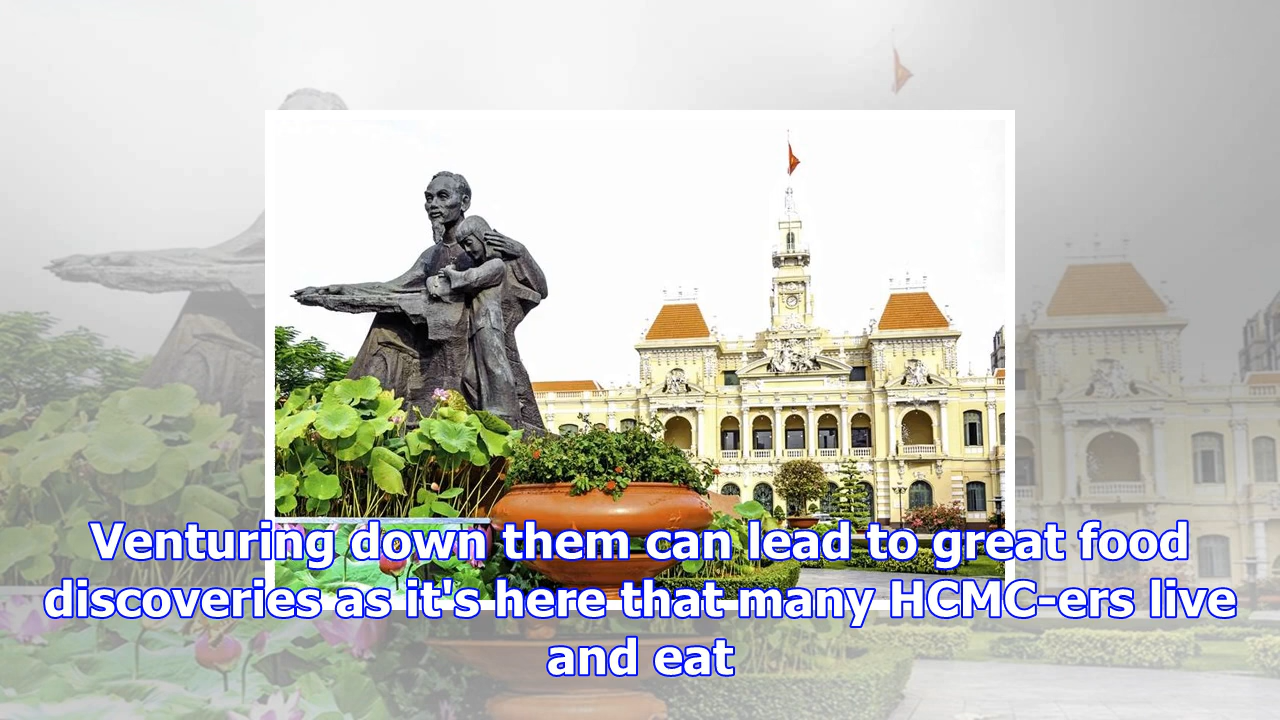 Venturing down them can lead to great food
discoveries as it's here that many HCMC-ers live
and eat